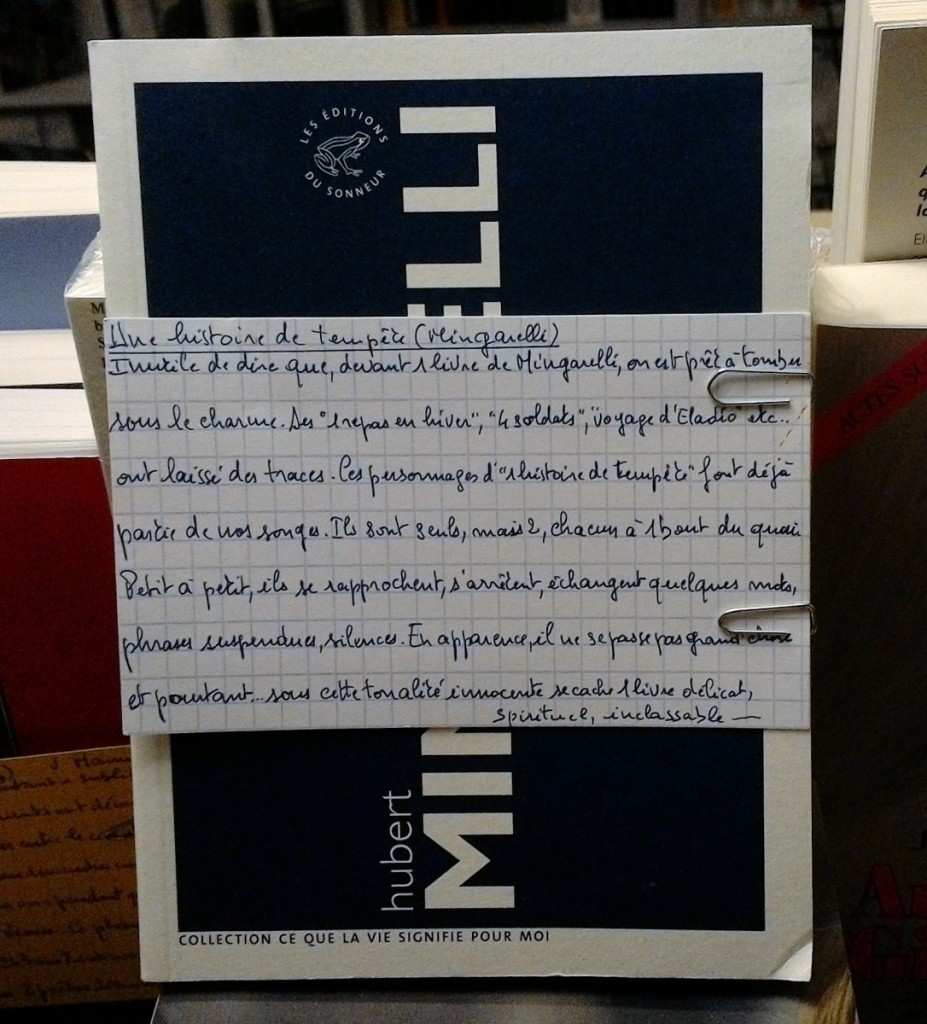 LES ÉDITIONS
DU SONNEUR
ELLI
Une histoire de tempête (Mingarelli)
Inutile de dire que, devant 1 livre de Mingarelli, on est prêt à tomber
sous le charme. Ses "1 repas en hiver", "4 soldats", "voyage d'Eladio" etc..
ont laissé des traces. Les personnages d'"1 histoire de tempête" font déjà
partie de nos songes. Ils sont seuls, mais 2, chacun à 1 bout du quai
Petit à petit, ils se rapprochent, s'arrêtent, échangent quelques mots,
phrases suspendues, silences. En apparence, il ne se passe pas grand chose
et pourtant... sous cette tonalité innocente se cache 1 livre délicat,
spirituel, inclassable —
hubert
MIN
COLLECTION CE QUE LA VIE SIGNIFIE POUR MOI